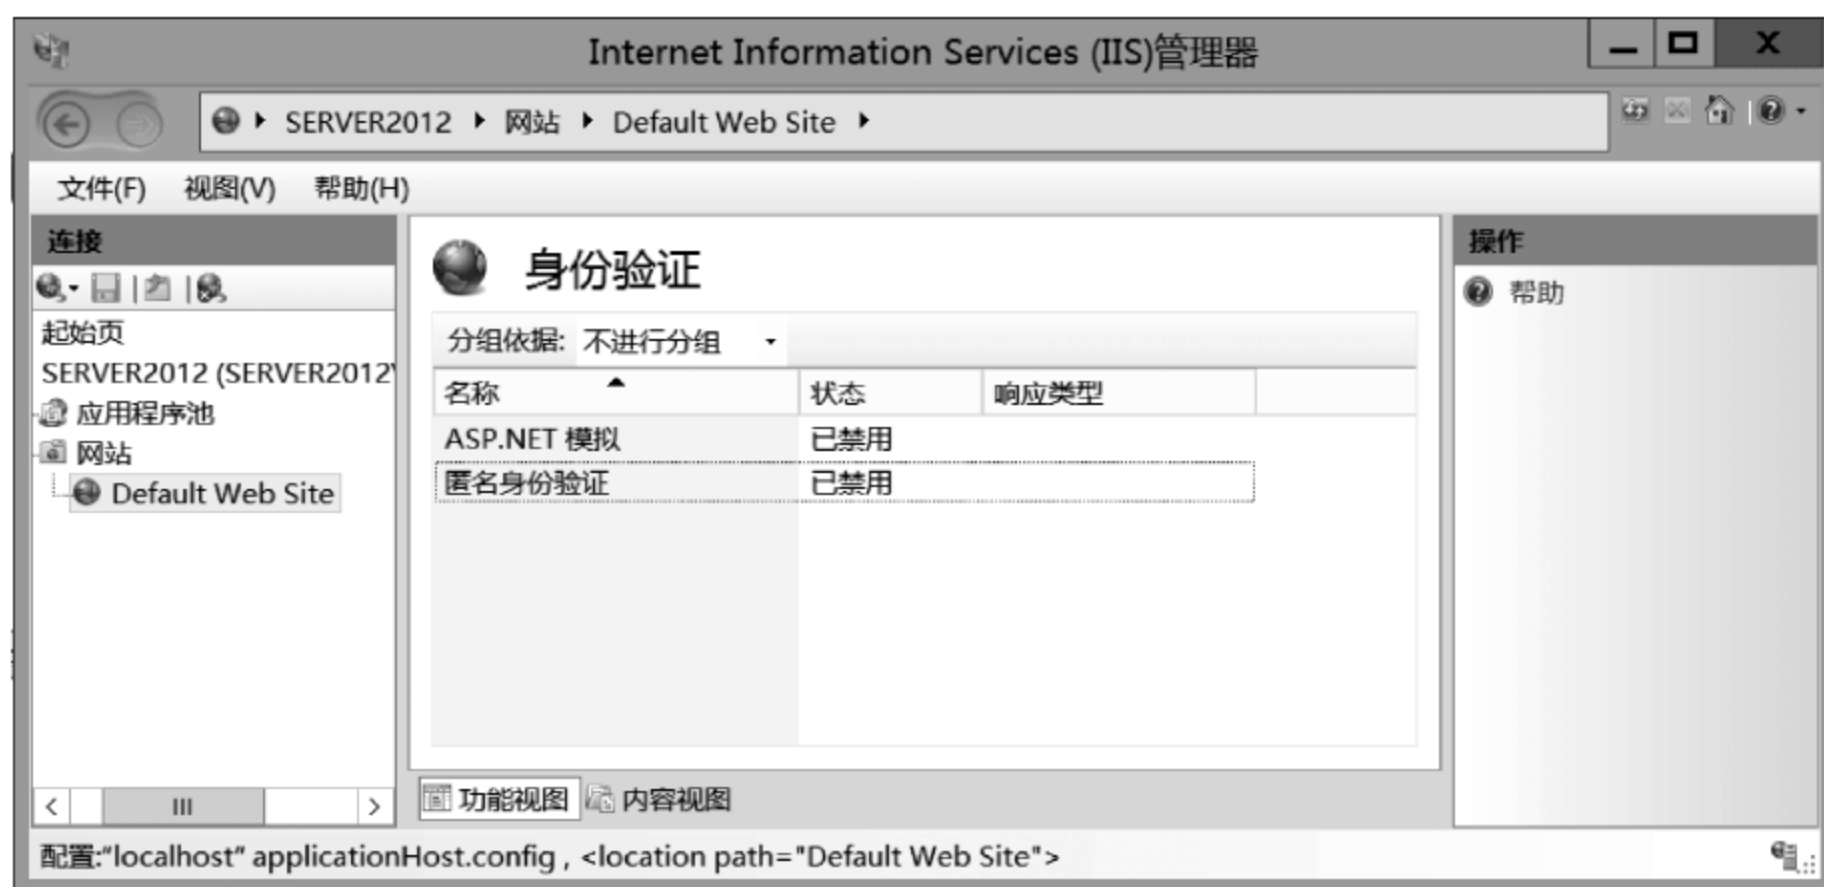 Internet Information Services (IIS)管理器
SERVER2012 网站 Default Web Site
文件(F) 视图(V) 帮助(H)
连接
起始页
SERVER2012 (SERVER2012\
应用程序池
网站
Default Web Site
身份验证
分组依据: 不进行分组
名称 状态 响应类型
ASP.NET 模拟 已禁用
匿名身份验证 已禁用
功能视图 内容视图
操作
帮助
配置:"localhost" applicationHost.config , <location path="Default Web Site">